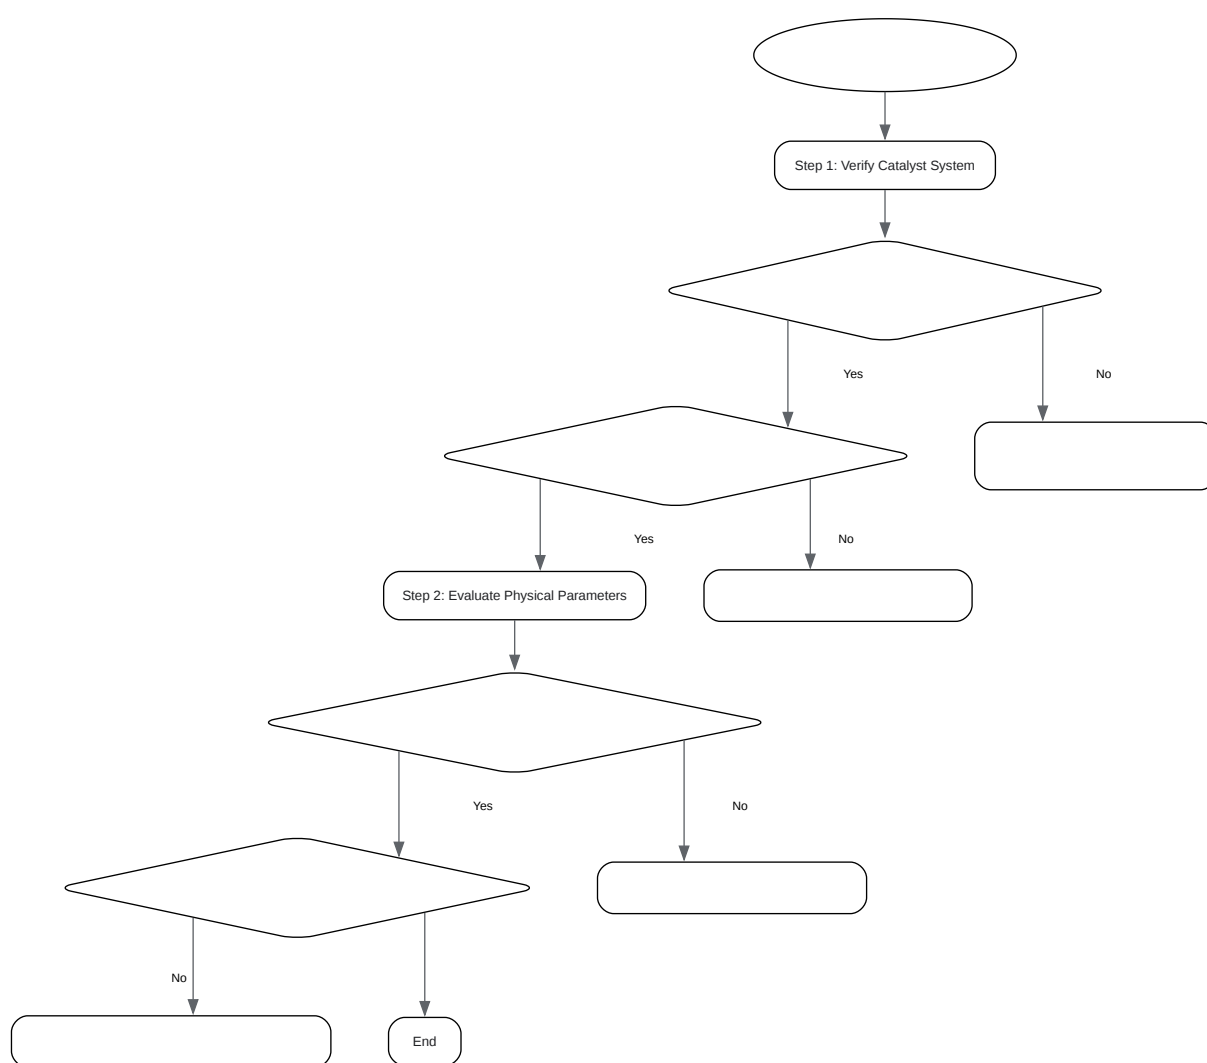 Step 1: Verify Catalyst System
Yes
No
Yes
No
Step 2: Evaluate Physical Parameters
Yes
No
No
End